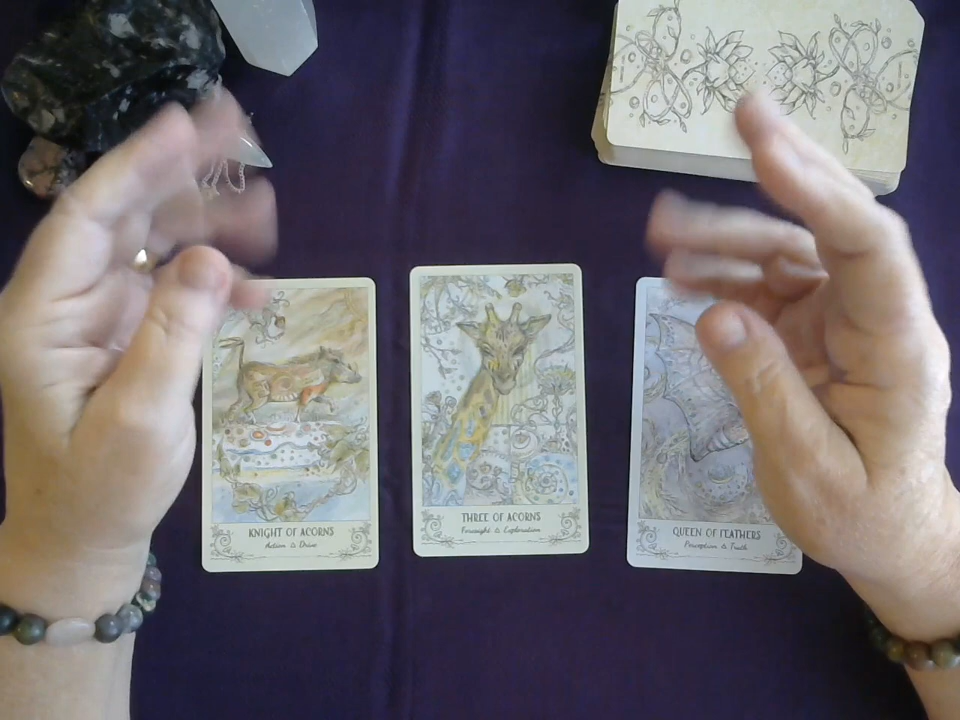 KNIGHT OF ACORNS
Action & Drive
THREE OF ACORNS
Foresight & Exploration
QUEEN OF FEATHERS
Perception & Truth